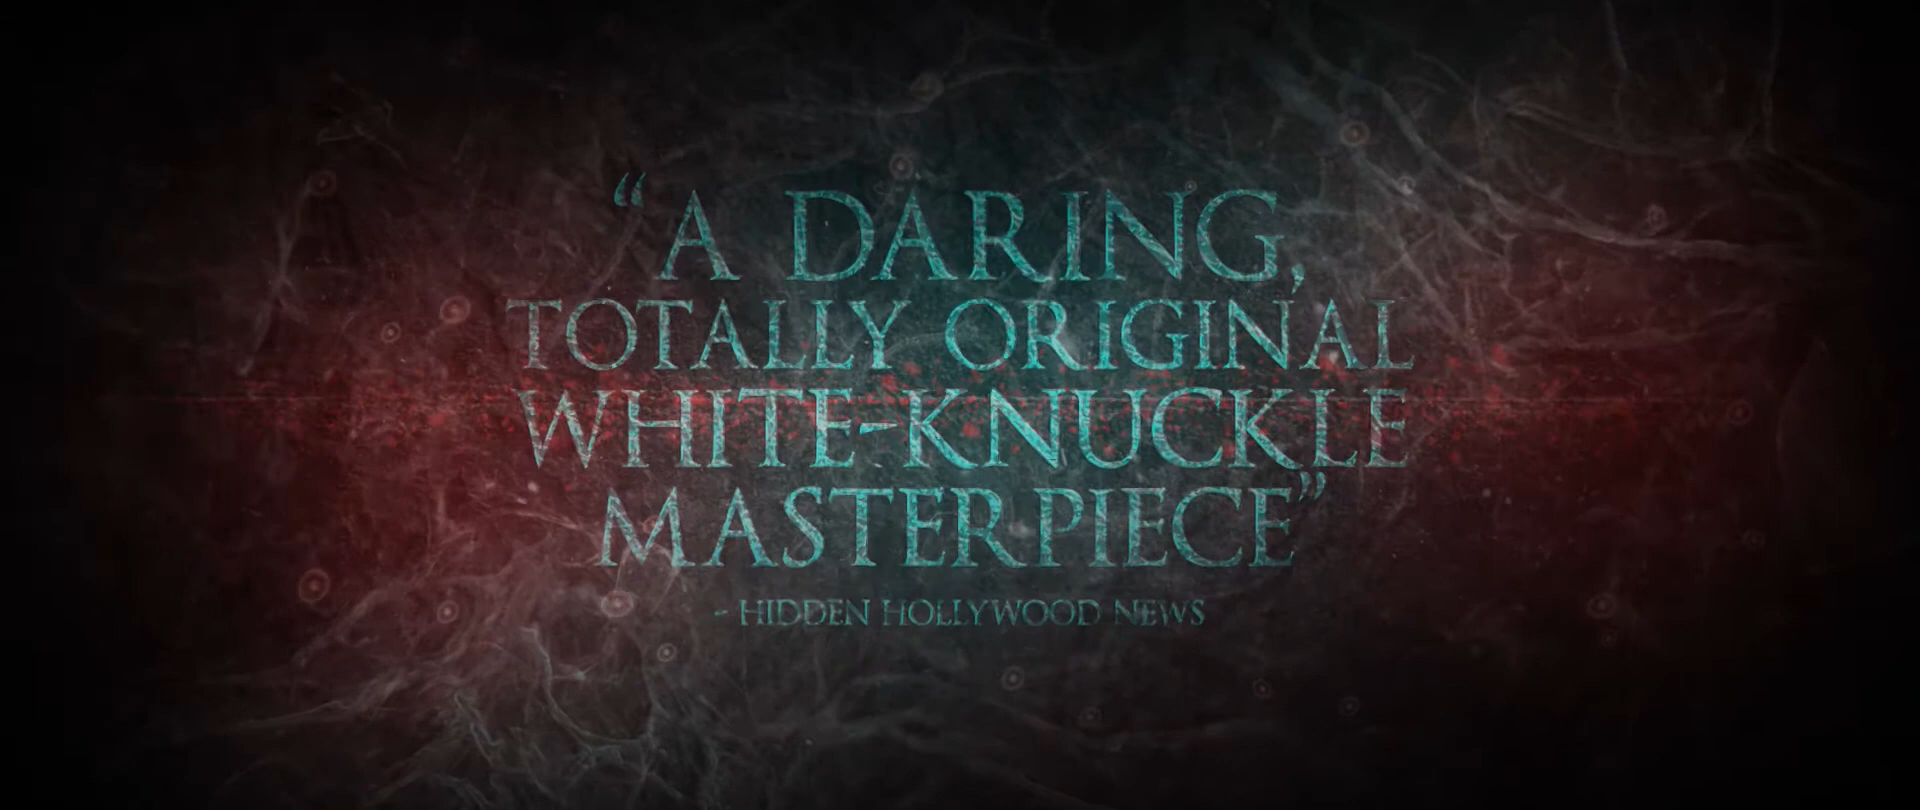 “A DARING,
TOTALLY ORIGINAL
WHITE-KNUCKLE
MASTERPIECE”
- HIDDEN HOLLYWOOD NEWS